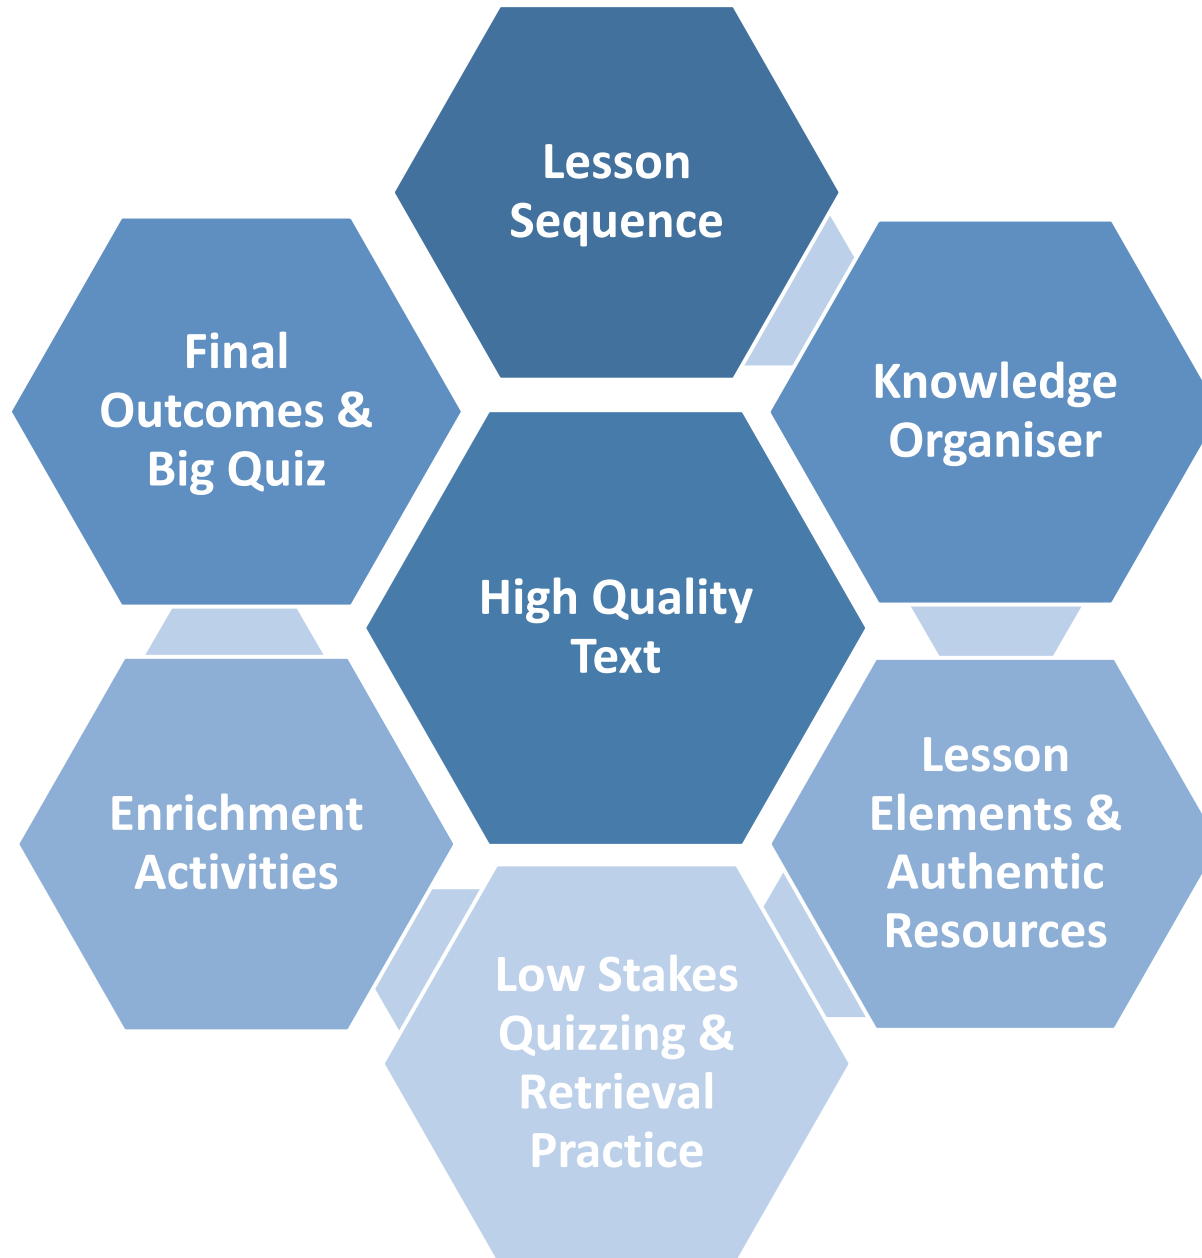 Lesson
Sequence
Knowledge
Organiser
Final
Outcomes &
Big Quiz
High Quality
Text
Lesson
Elements &
Authentic
Resources
Enrichment
Activities
Low Stakes
Quizzing &
Retrieval
Practice